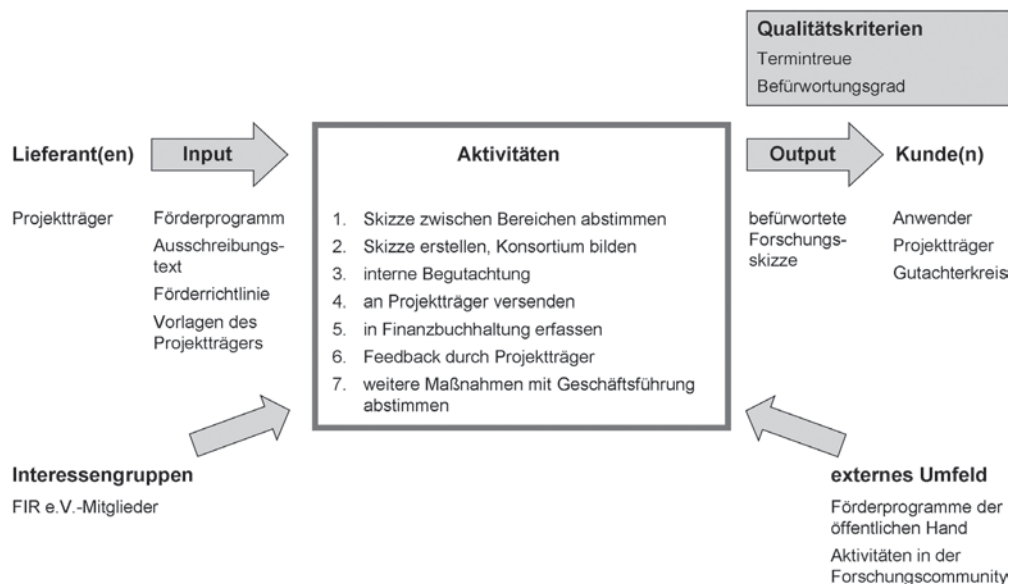 Qualitätskriterien
Termintreue
Befürwortungsgrad
Lieferant(en)
Input
Aktivitäten
Output
Kunde(n)
Projektträger
Förderprogramm
Ausschreibungs-
text
Förderrichtlinie
Vorlagen des
Projektträgers
1. Skizze zwischen Bereichen abstimmen
2. Skizze erstellen, Konsortium bilden
3. interne Begutachtung
4. an Projektträger versenden
5. in Finanzbuchhaltung erfassen
6. Feedback durch Projektträger
7. weitere Maßnahmen mit Geschäftsführung
abstimmen
befürwortete
Forschungs-
skizze
Anwender
Projektträger
Gutachterkreis
Interessengruppen
FIR e.V.-Mitglieder
externes Umfeld
Förderprogramme der
öffentlichen Hand
Aktivitäten in der
Forschungscommunity